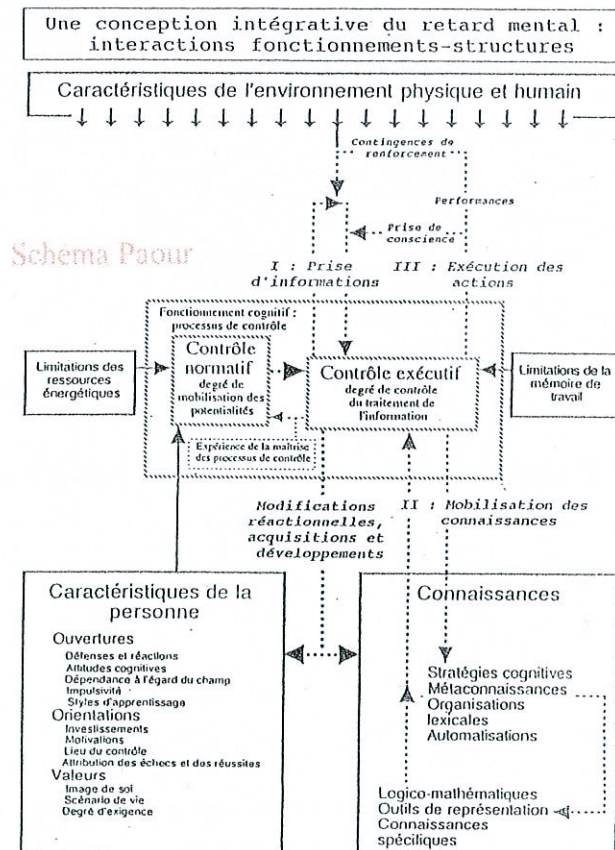 Une conception intégrative du retard mental :
interactions fonctionnements-structures
Caractéristiques de l'environnement physique et humain
Contingences de
renforcement
Performances
Prise de
conscience
Schéma Paour
I : Prise
d'informations
III : Exécution des
actions
Fonctionnement cognitif :
processus de contrôle
Limitations des
ressources
énergétiques
Contrôle
normatif
degré de
mobilisation des
potentialités
Contrôle exécutif
degré de contrôle
du traitement de
l'information
Limitations de la
mémoire de
travail
Expérience de la maîtrise
des processus de contrôle
Modifications
réactionnelles,
acquisitions et
développements
II : Mobilisation des
connaissances
Caractéristiques de la
personne
Ouvertures
Défenses et réactions
Attitudes cognitives
Dépendance à l'égard du champ
Impulsivité
Styles d'apprentissage
Orientations
Investissements
Motivations
Lieu du contrôle
Attribution des échecs et des réussites
Valeurs
Image de soi
Scénario de vie
Degré d'exigence
Connaissances
Stratégies cognitives
Métaconnaissances
Organisations
lexicales
Automatisations
Logico-mathématiques
Outils de représentation
Connaissances
spécifiques